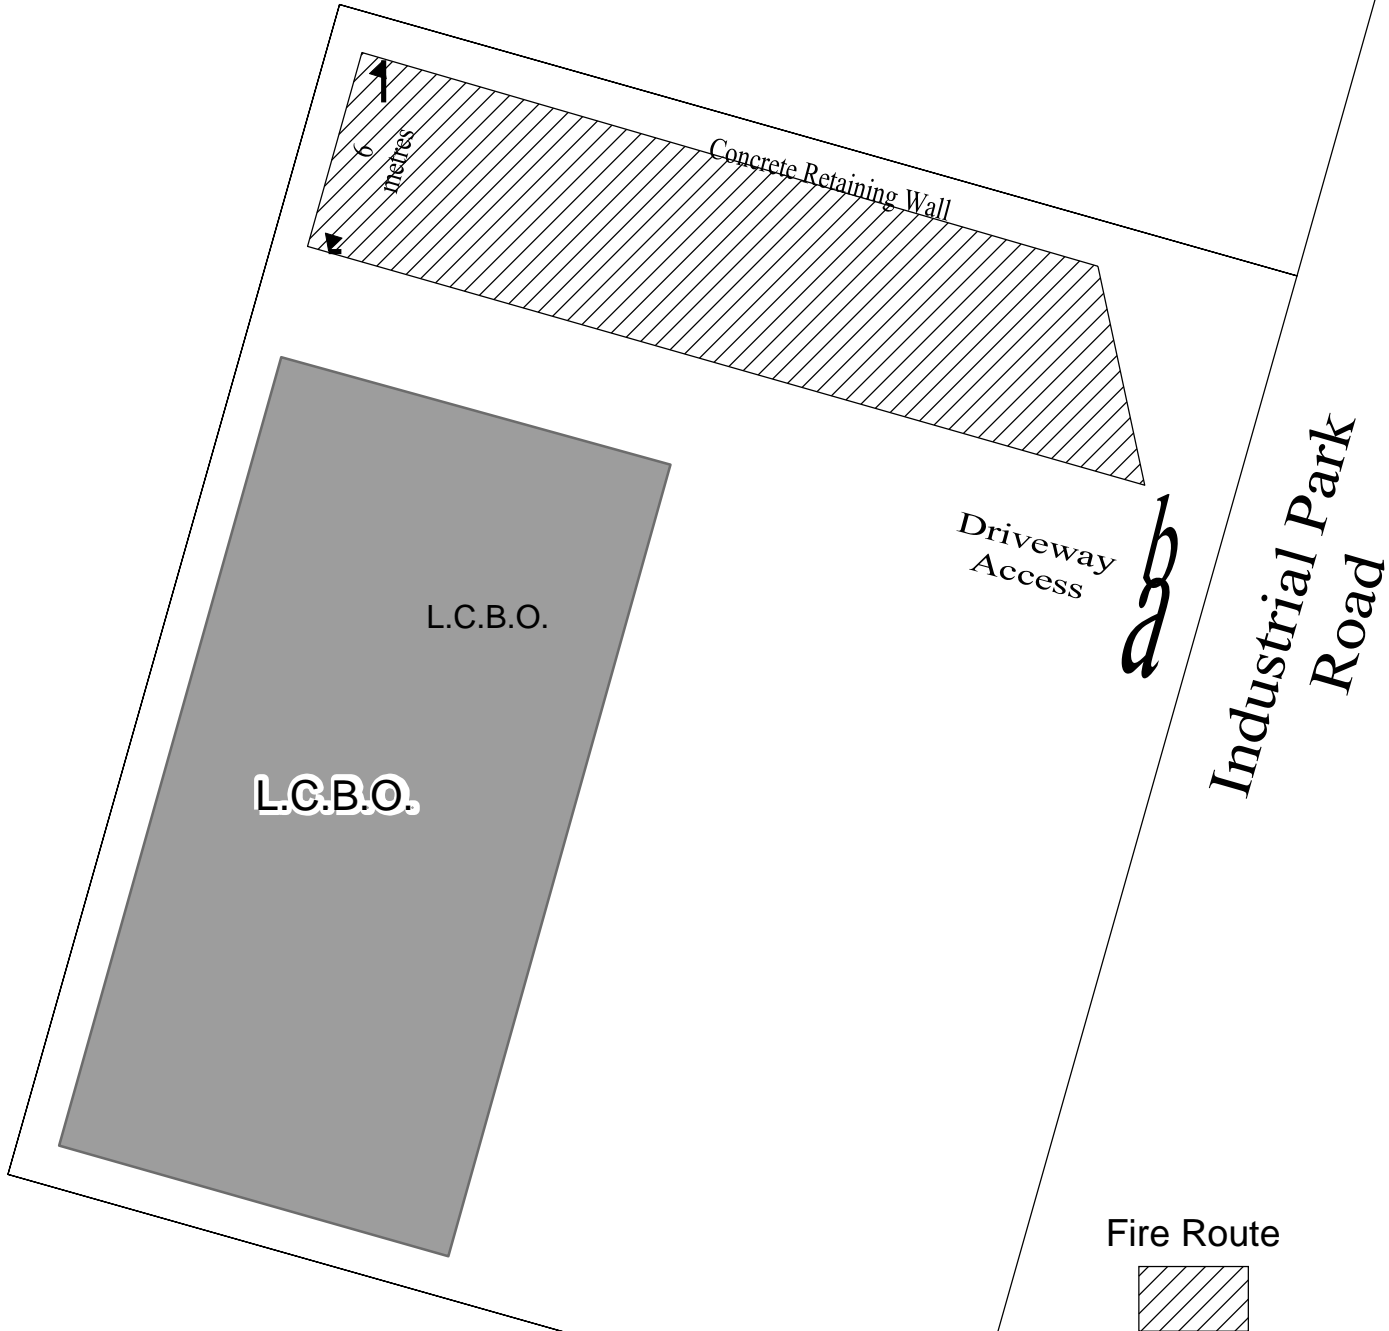 6
metres
Concrete Retaining Wall
Driveway
Access
b
a
Industrial Park
Road
L.C.B.O.
L.C.B.O.
Fire Route